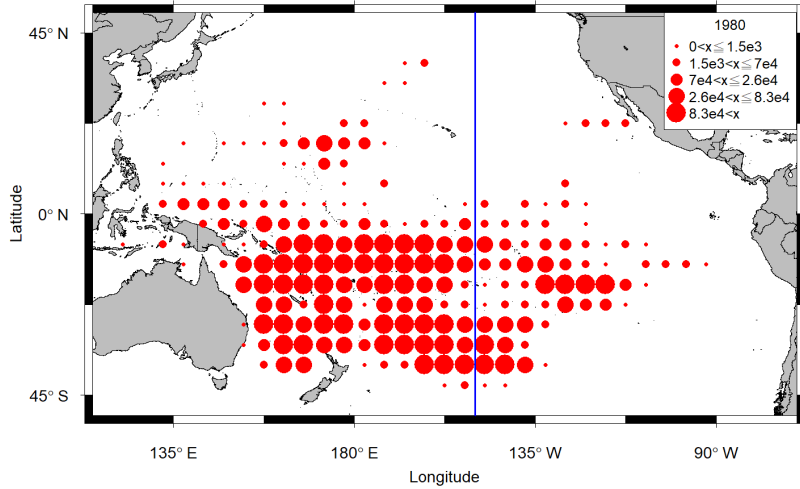 45° N
1980
0<x≦1.5e3
1.5e3<x≦7e4
7e4<x≦2.6e4
2.6e4<x≦8.3e4
8.3e4<x
Latitude
0° N
45° S
135° E
180° E
135° W
90° W
Longitude